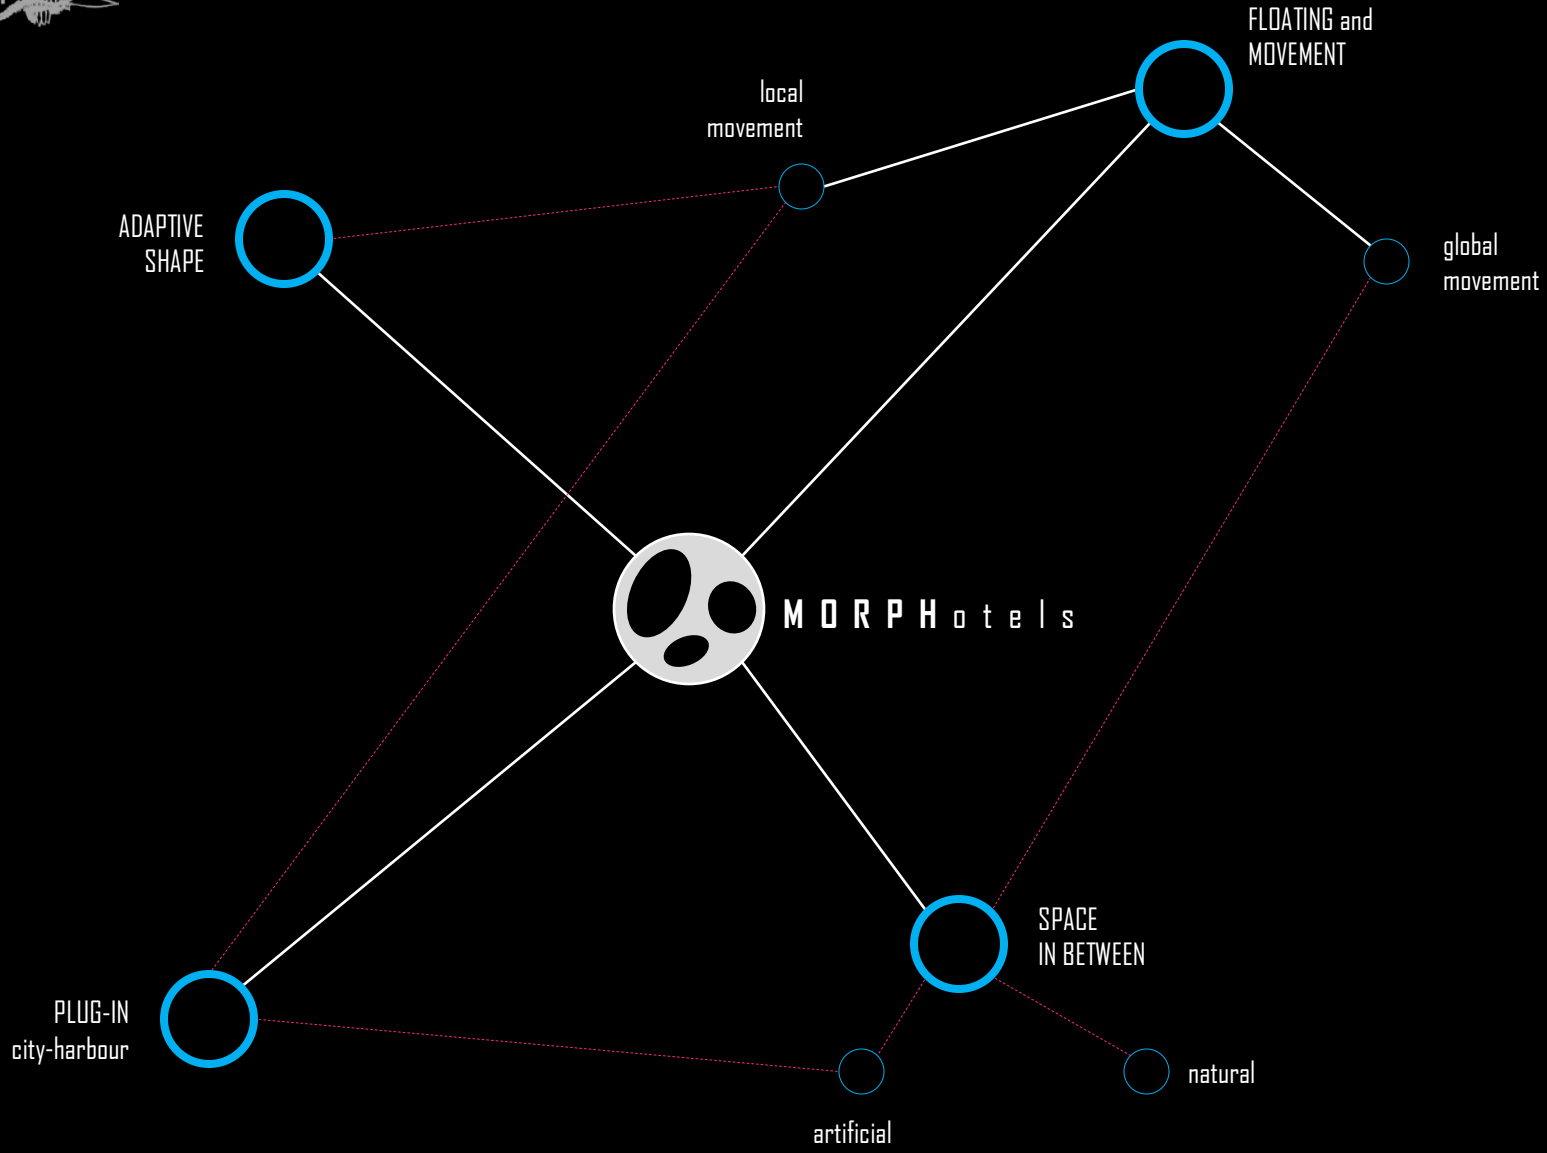 FLOATING and
MOVEMENT
local
movement
ADAPTIVE
SHAPE
global
movement
MORPHotels
SPACE
IN BETWEEN
PLUG-IN
city-harbour
natural
artificial